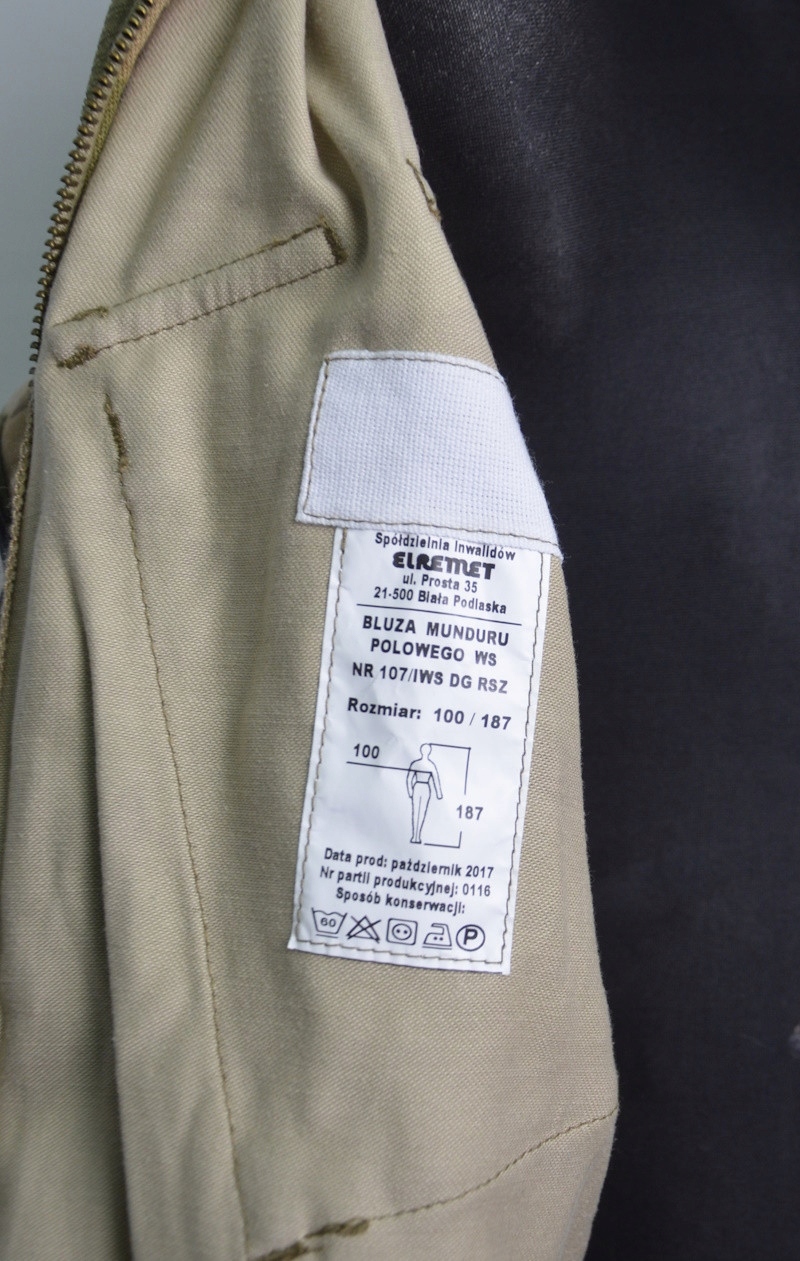 Spółdzielnia Inwalidów
ELREMET
ul. Prosta 35
21-500 Biała Podlaska
BLUZA MUNDURU
POLOWEGO WS
NR 107/IWS DG RSZ
Rozmiar: 100 / 187
100
187
Data prod: październik 2017
Nr partii produkcyjnej: 0116
Sposób konserwacji:
60 P